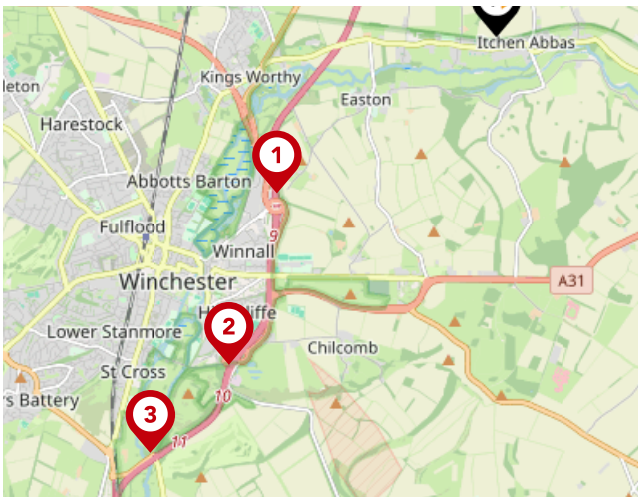 Itchen Abbas
Kings Worthy
leton
Easton
Harestock
1
Abbotts Barton
Fulflood
9
Winnall
Winchester
A31
2
Lower Stanmore
Chilcomb
St Cross
10
s Battery
3
11